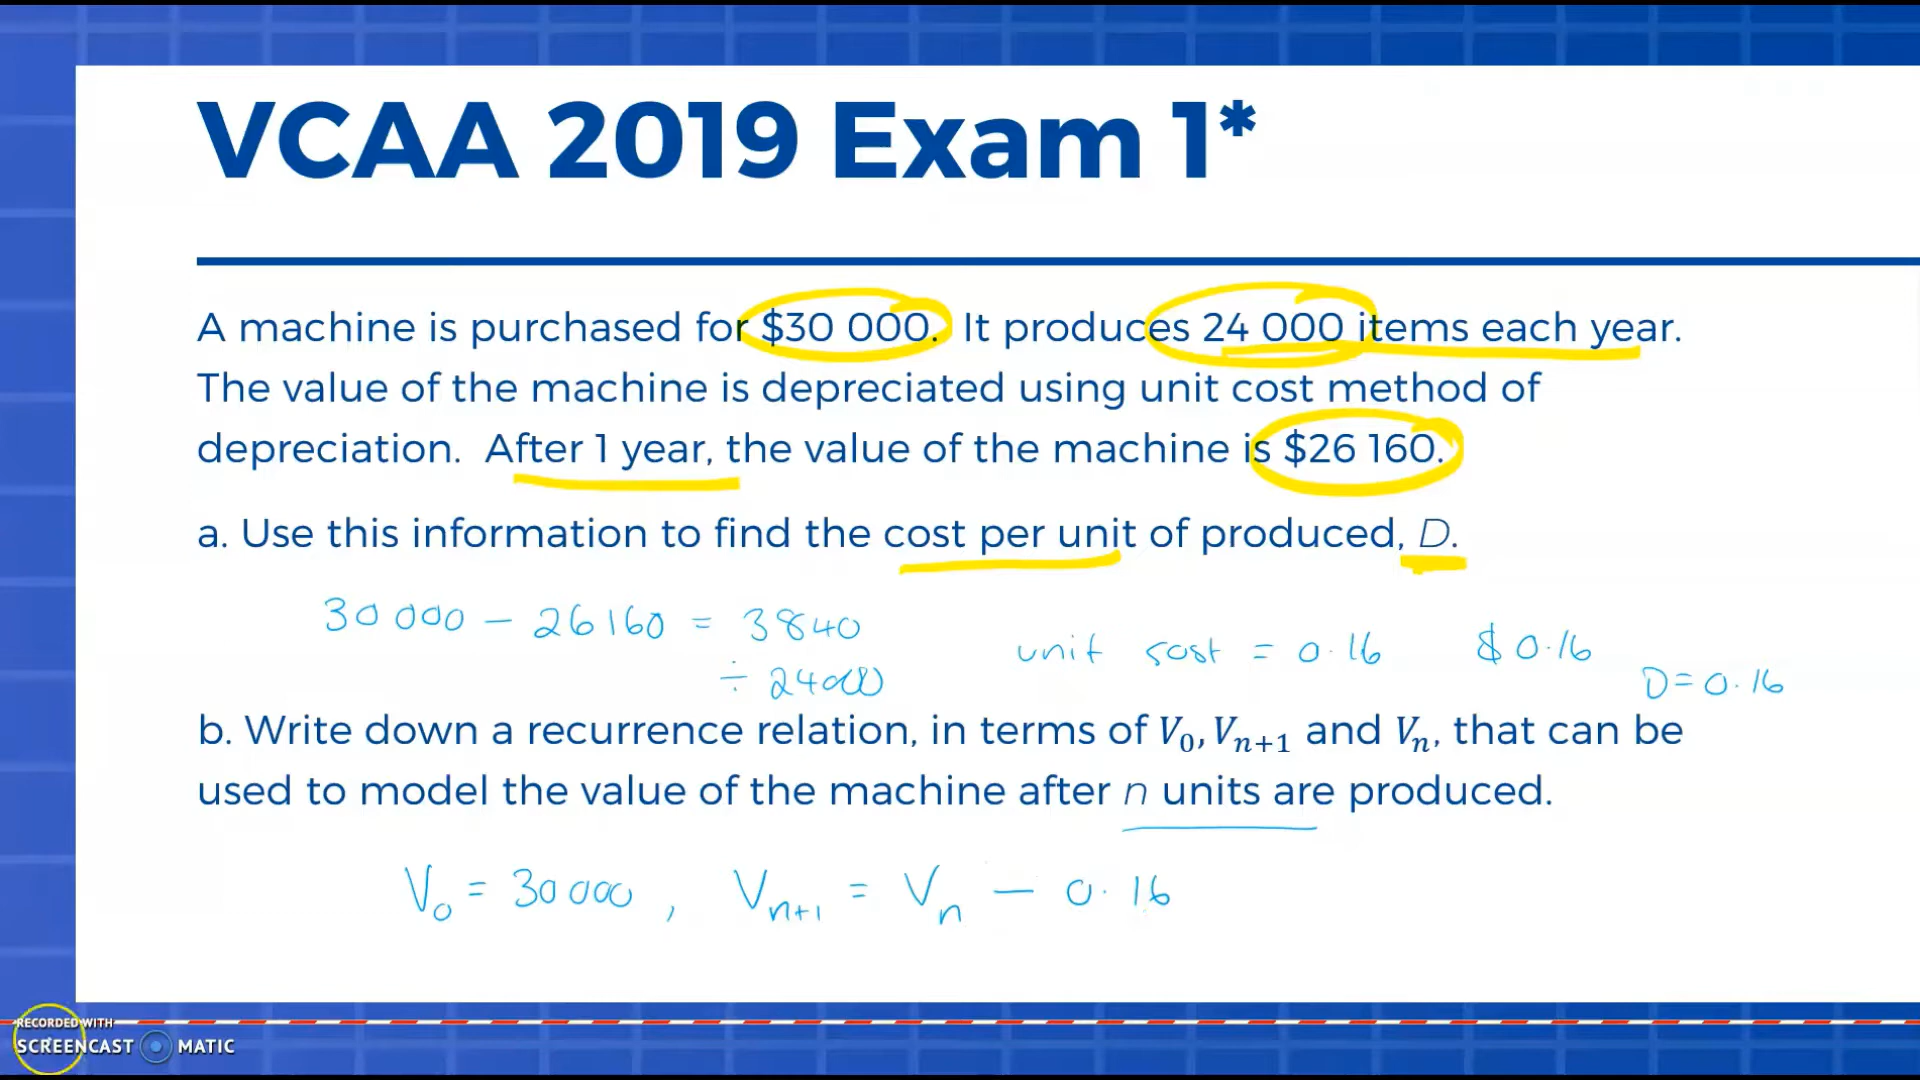 VCAA 2019 Exam 1*
A machine is purchased for $30 000. It produces 24 000 items each year.
The value of the machine is depreciated using unit cost method of
depreciation. After 1 year, the value of the machine is $26 160.
a. Use this information to find the cost per unit of produced, D.
30 000 − 26 160 = 3840
÷ 24000
unit cost = 0.16 $ 0.16
D = 0.16
b. Write down a recurrence relation, in terms of V₀, Vₙ₊₁ and Vₙ, that can be
used to model the value of the machine after n units are produced.
V₀ = 30 000 , Vₙ₊₁ = Vₙ − 0.16
RECORDED WITH
SCREENCAST MATIC